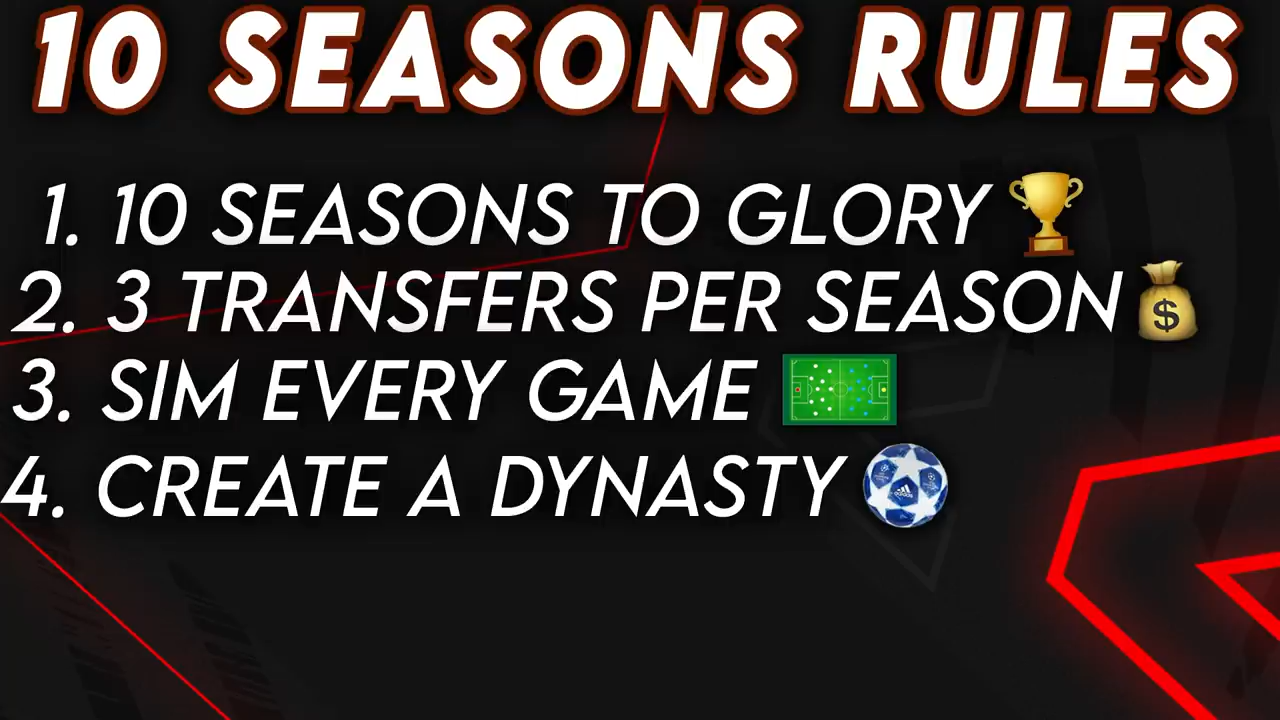 10 SEASONS RULES
1. 10 SEASONS TO GLORY 🏆
2. 3 TRANSFERS PER SEASON 💰
3. SIM EVERY GAME
4. CREATE A DYNASTY